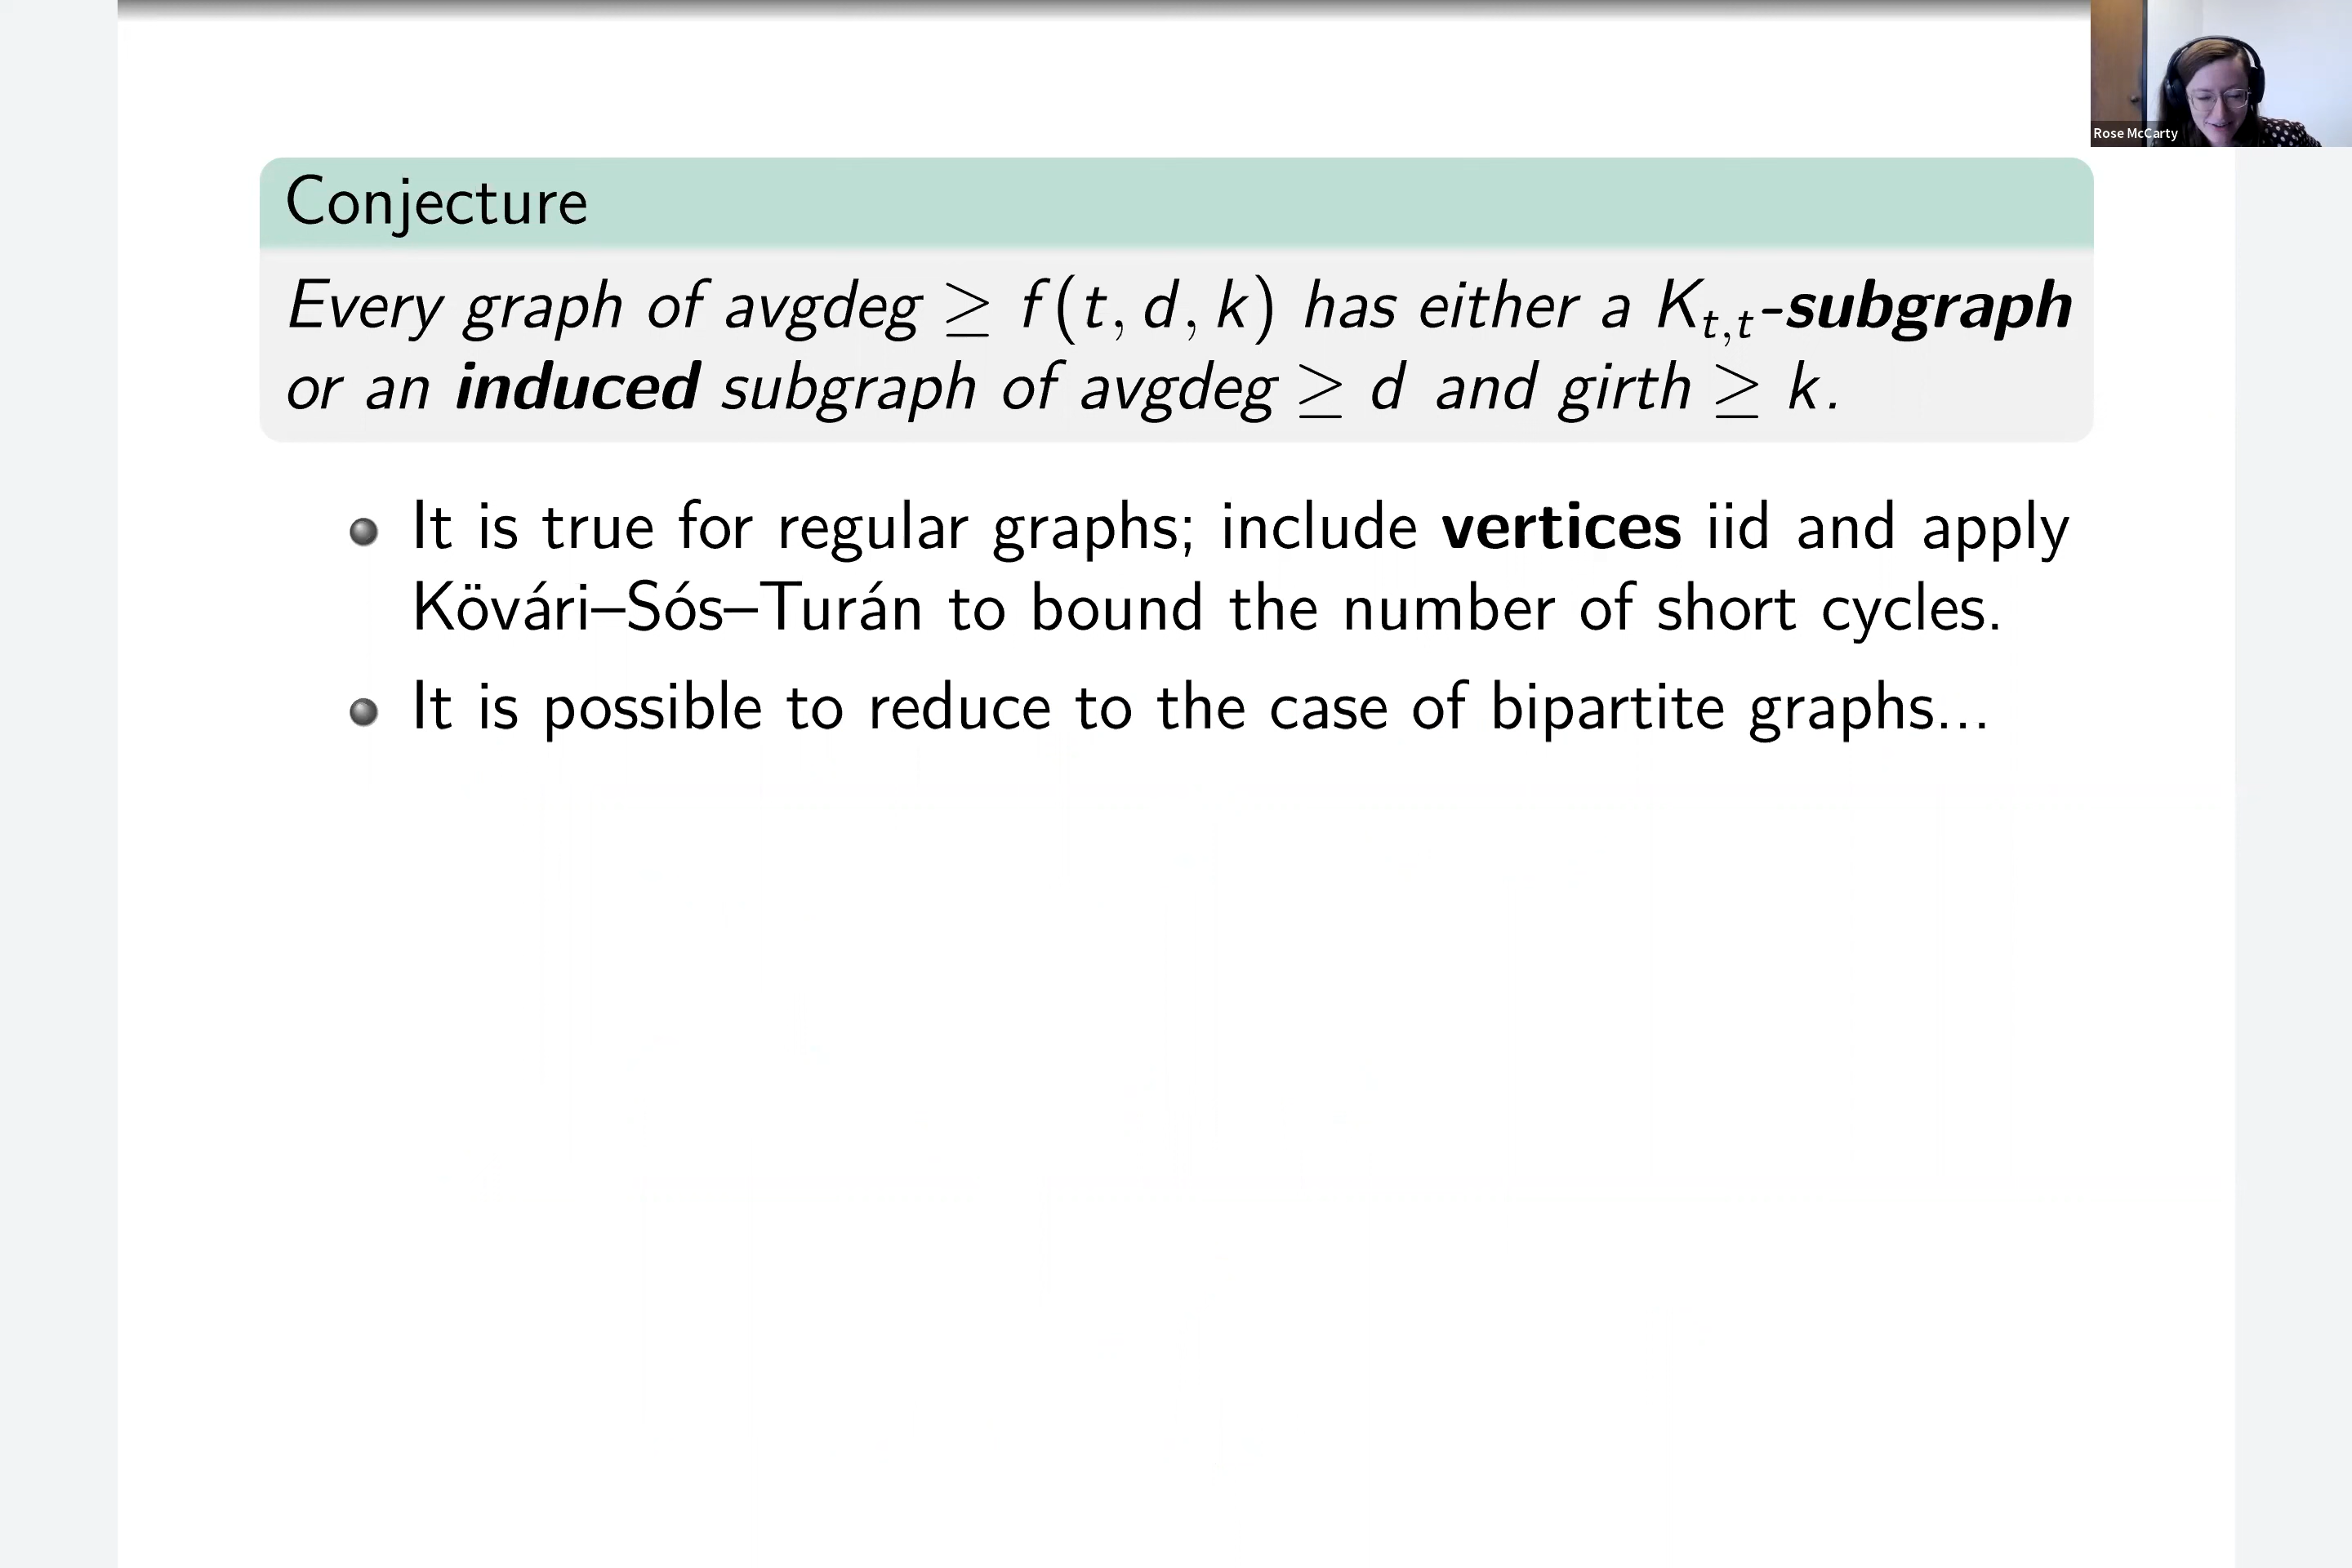 Rose McCarty
Conjecture
Every graph of avgdeg ≥ f(t, d, k) has either a K_{t,t}-subgraph
or an induced subgraph of avgdeg ≥ d and girth ≥ k.
It is true for regular graphs; include vertices iid and apply
Kövári–Sós–Turán to bound the number of short cycles.
It is possible to reduce to the case of bipartite graphs...